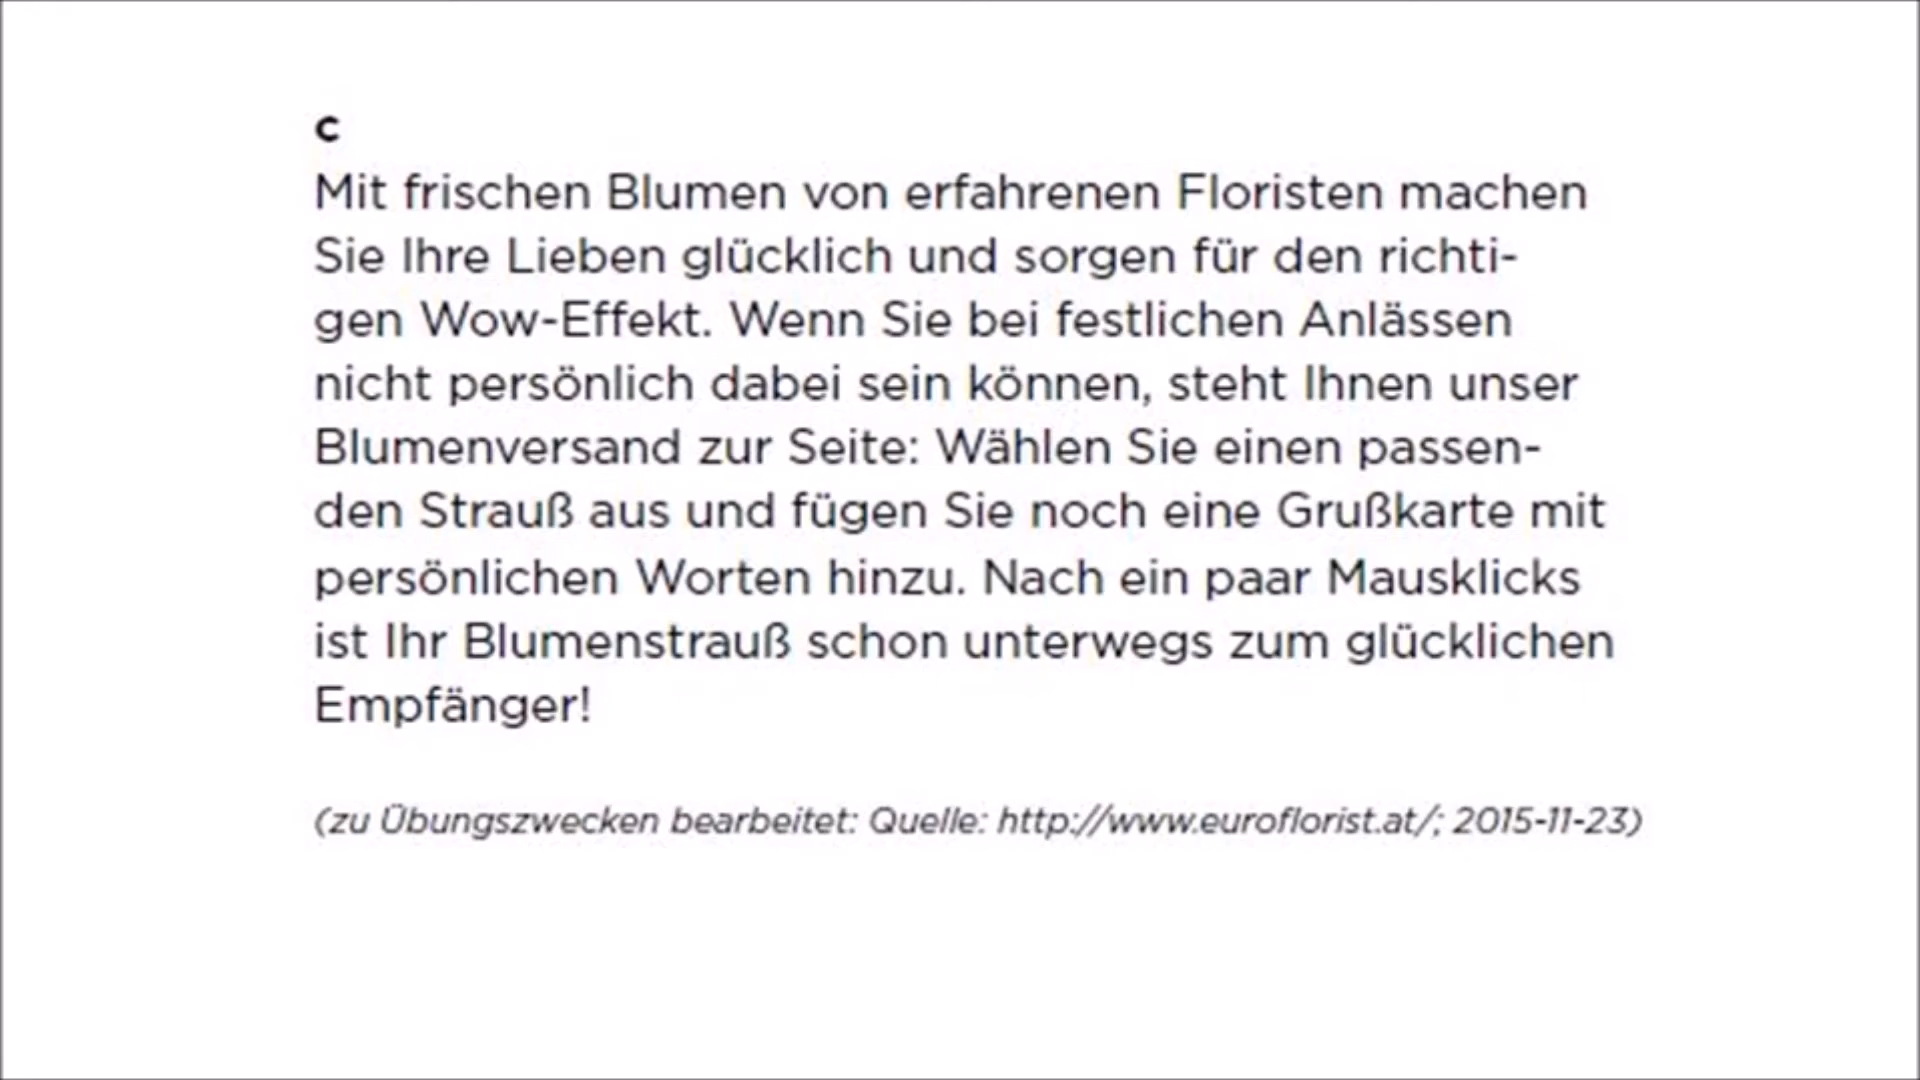 c
Mit frischen Blumen von erfahrenen Floristen machen
Sie Ihre Lieben glücklich und sorgen für den richti-
gen Wow-Effekt. Wenn Sie bei festlichen Anlässen
nicht persönlich dabei sein können, steht Ihnen unser
Blumenversand zur Seite: Wählen Sie einen passen-
den Strauß aus und fügen Sie noch eine Grußkarte mit
persönlichen Worten hinzu. Nach ein paar Mausklicks
ist Ihr Blumenstrauß schon unterwegs zum glücklichen
Empfänger!
(zu Übungszwecken bearbeitet: Quelle: http://www.euroflorist.at/; 2015-11-23)